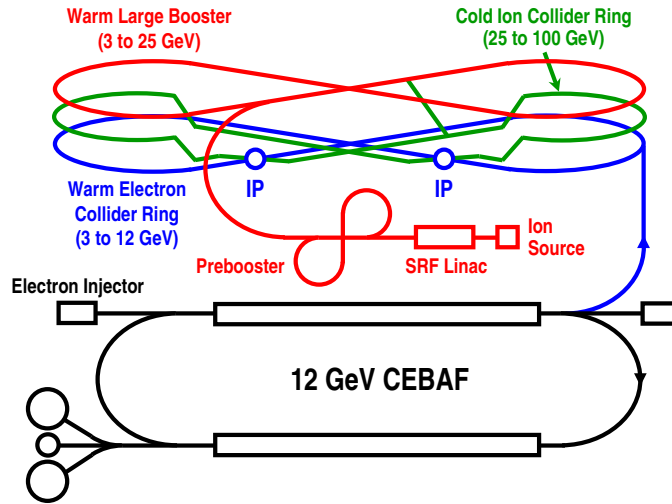 Warm Large Booster
(3 to 25 GeV)
Cold Ion Collider Ring
(25 to 100 GeV)
IP
IP
Warm Electron
Collider Ring
(3 to 12 GeV)
Prebooster
SRF Linac
Ion
Source
Electron Injector
12 GeV CEBAF